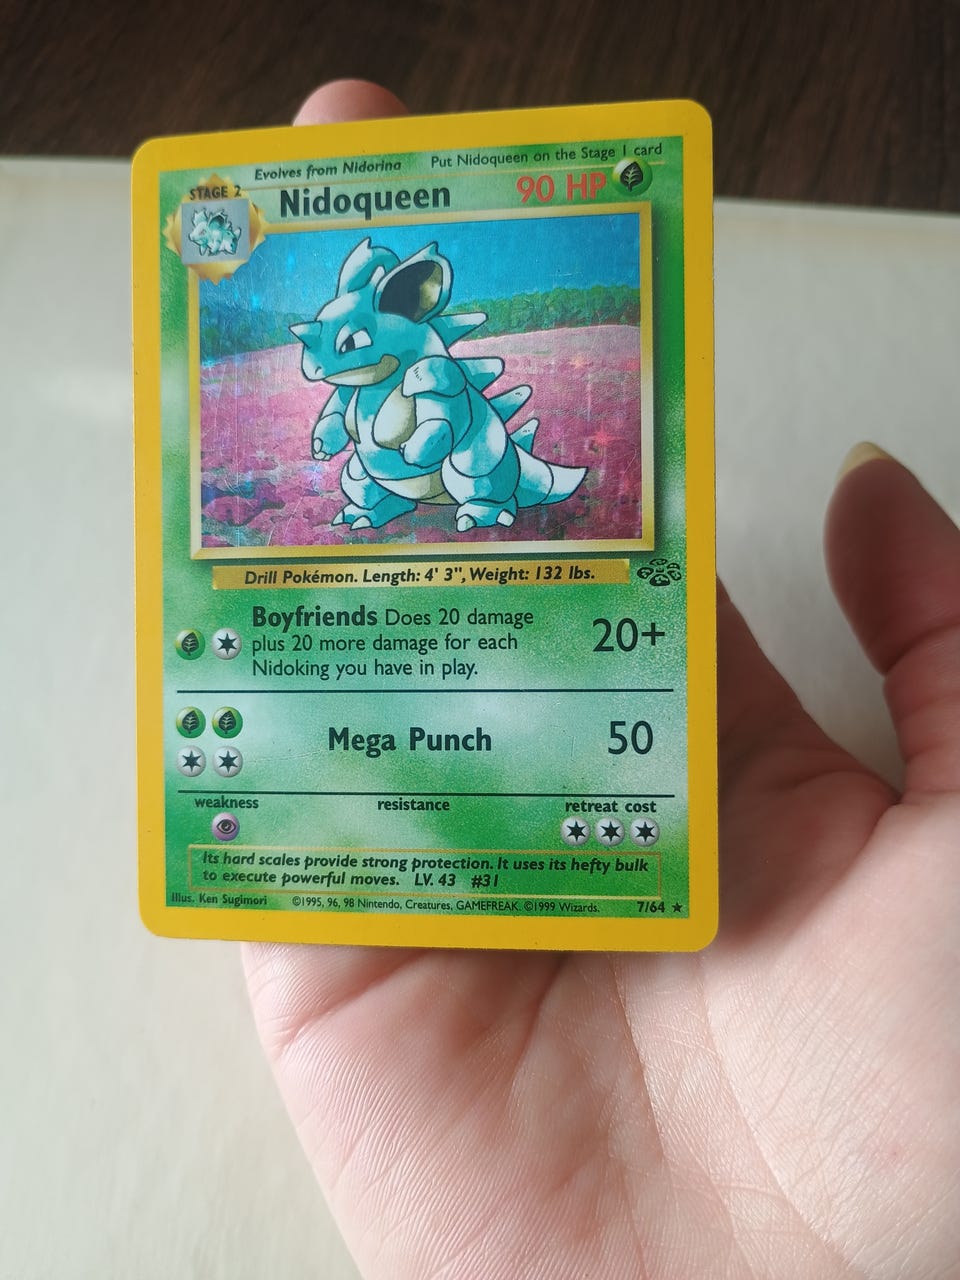 Evolves from Nidorina Put Nidoqueen on the Stage 1 card
STAGE 2
Nidoqueen 90 HP
Drill Pokémon. Length: 4' 3", Weight: 132 lbs.
Boyfriends Does 20 damage
plus 20 more damage for each
Nidoking you have in play.
20+
Mega Punch 50
weakness resistance retreat cost
Its hard scales provide strong protection. It uses its hefty bulk
to execute powerful moves. LV. 43 #31
Illus. Ken Sugimori ©1995, 96, 98 Nintendo, Creatures, GAMEFREAK. ©1999 Wizards. 7/64 ★